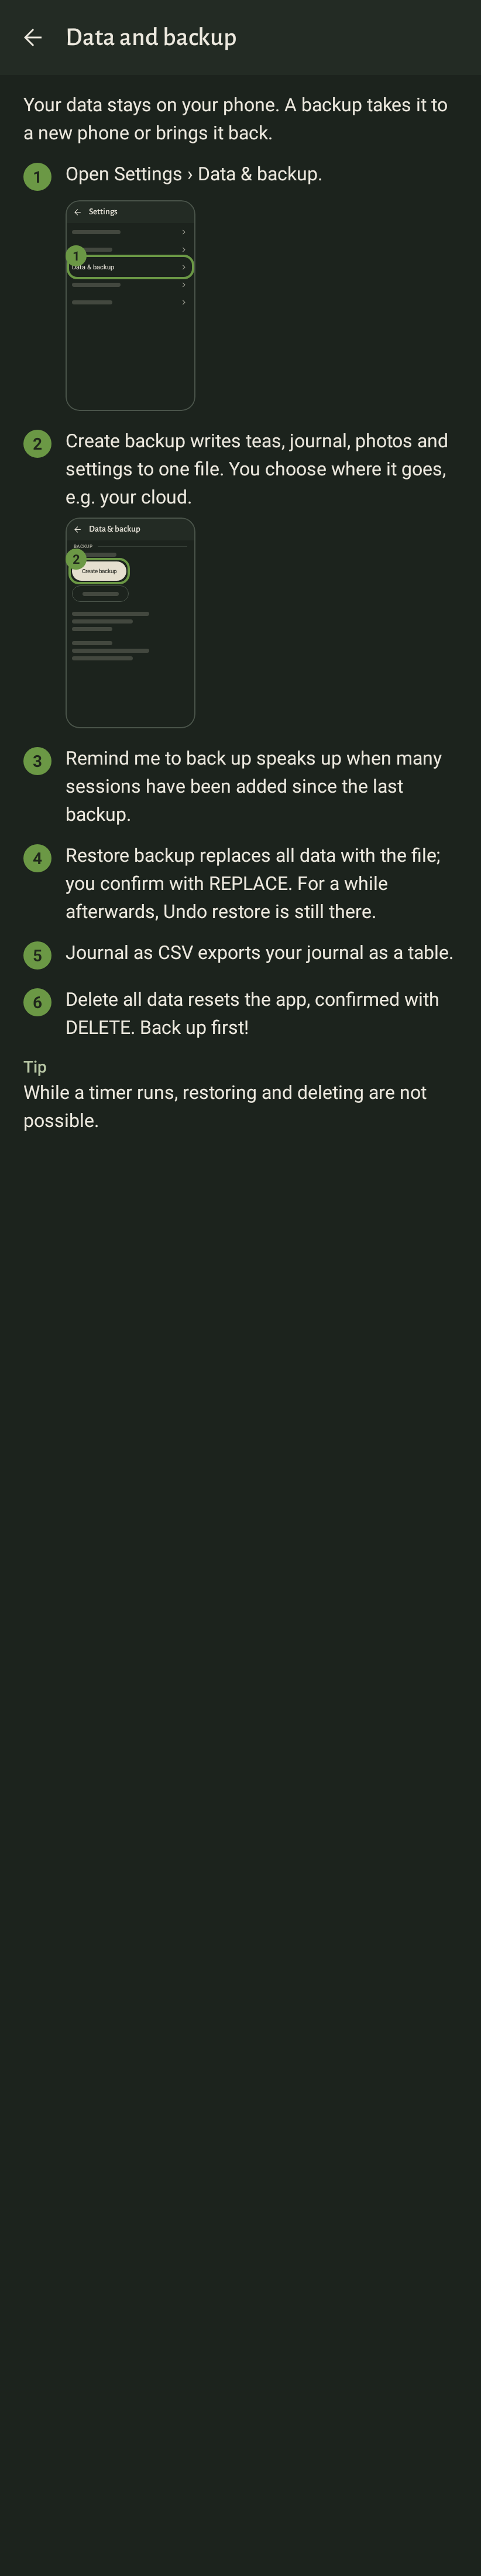 Data and backup
Your data stays on your phone. A backup takes it to
a new phone or brings it back.
1
Open Settings › Data & backup.
Settings
1
Data & backup
2
Create backup writes teas, journal, photos and
settings to one file. You choose where it goes,
e.g. your cloud.
Data & backup
BACKUP
2
Create backup
3
Remind me to back up speaks up when many
sessions have been added since the last
backup.
4
Restore backup replaces all data with the file;
you confirm with REPLACE. For a while
afterwards, Undo restore is still there.
5
Journal as CSV exports your journal as a table.
6
Delete all data resets the app, confirmed with
DELETE. Back up first!
Tip
While a timer runs, restoring and deleting are not
possible.